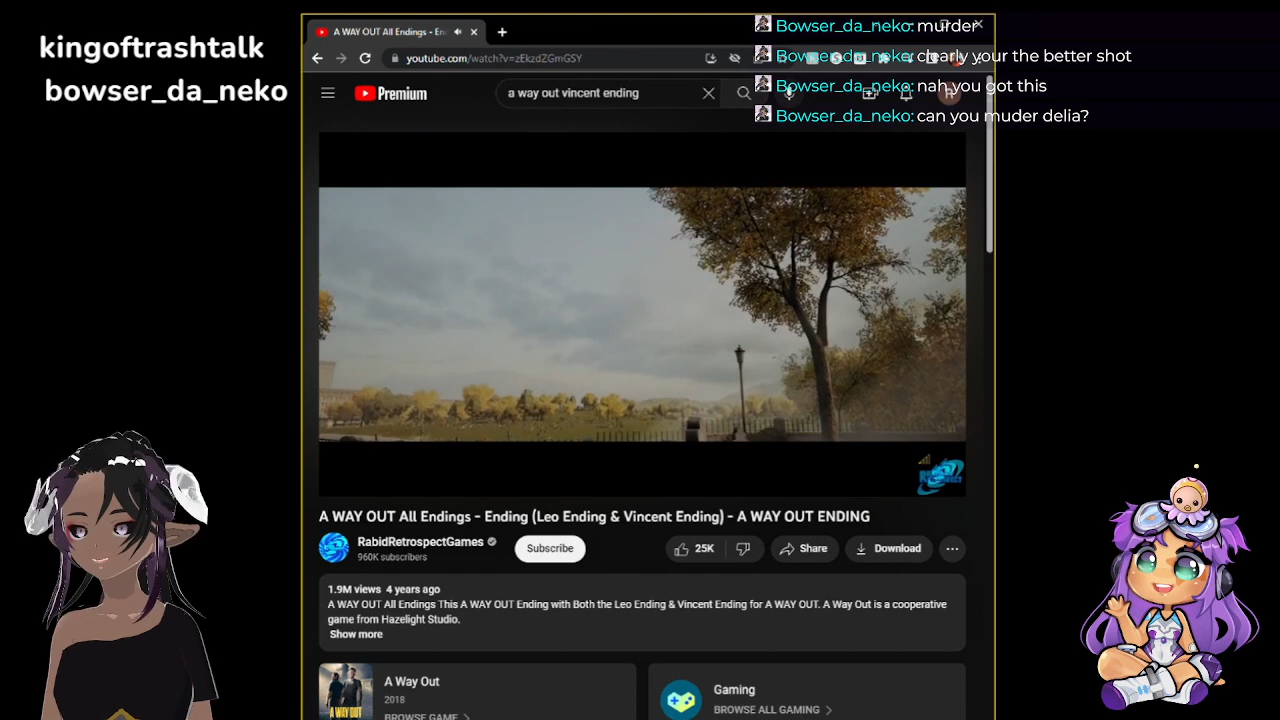 kingoftrashtalk
bowser_da_neko
A WAY OUT All Endings - En
youtube.com/watch?v=zEkzdZGmGSY
Premium
a way out vincent ending
Bowser_da_neko: murder
Bowser_da_neko: clearly your the better shot
Bowser_da_neko: nah you got this
Bowser_da_neko: can you muder delia?
A WAY OUT All Endings - Ending (Leo Ending & Vincent Ending) - A WAY OUT ENDING
RabidRetrospectGames
960K subscribers
Subscribe
25K
Share
Download
1.9M views 4 years ago
A WAY OUT All Endings This A WAY OUT Ending with Both the Leo Ending & Vincent Ending for A WAY OUT. A Way Out is a cooperative
game from Hazelight Studio.
Show more
A WAY OUT
A Way Out
2018
BROWSE GAME
Gaming
BROWSE ALL GAMING